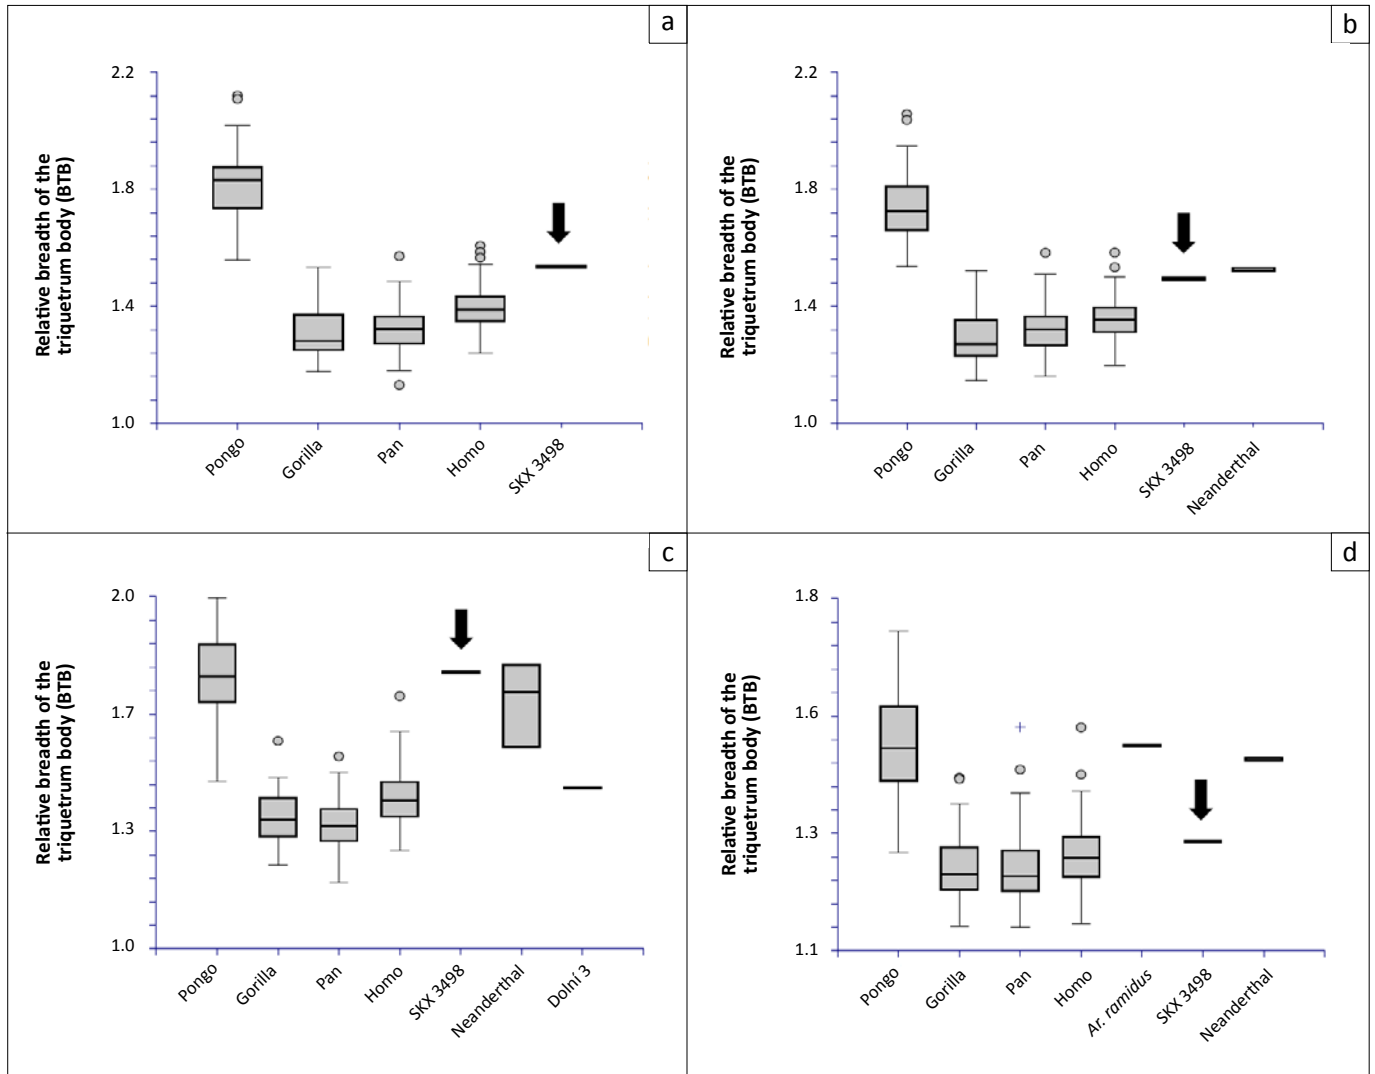 a
Relative breadth of the
triquetrum body (BTB)
2.2
1.8
1.4
1.0
Pongo
Gorilla
Pan
Homo
SKX 3498
b
Relative breadth of the
triquetrum body (BTB)
2.2
1.8
1.4
1.0
Pongo
Gorilla
Pan
Homo
SKX 3498
Neanderthal
c
Relative breadth of the
triquetrum body (BTB)
2.0
1.7
1.3
1.0
Pongo
Gorilla
Pan
Homo
SKX 3498
Neanderthal
Dolni 3
d
Relative breadth of the
triquetrum body (BTB)
1.8
1.6
1.3
1.1
Pongo
Gorilla
Pan
Homo
Ar. ramidus
SKX 3498
Neanderthal